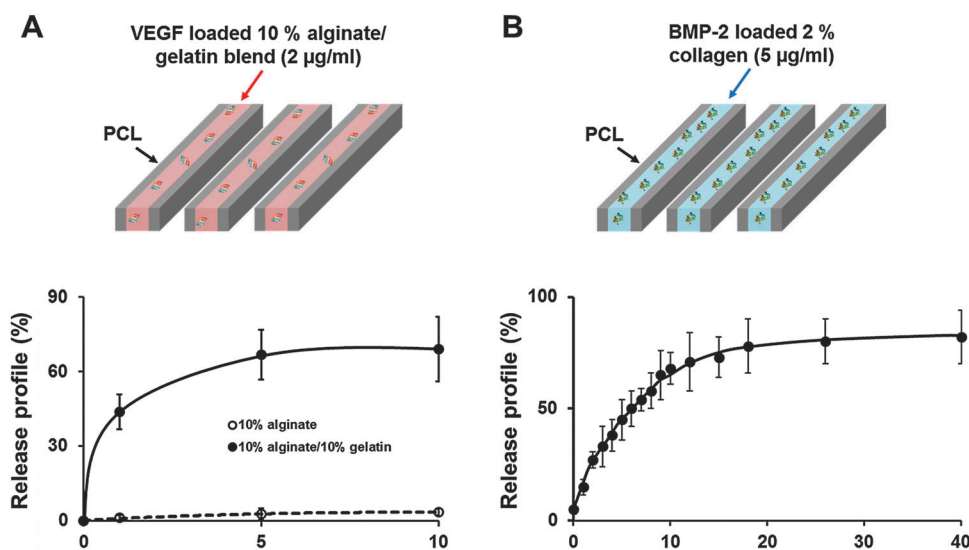 A
VEGF loaded 10 % alginate/
gelatin blend (2 µg/ml)
PCL
Release profile (%)
90
60
30
0
10% alginate
10% alginate/10% gelatin
0
5
10
B
BMP-2 loaded 2 %
collagen (5 µg/ml)
PCL
Release profile (%)
100
50
0
0
10
20
30
40